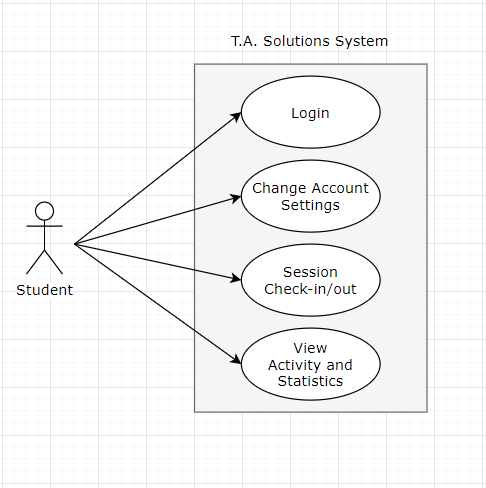 T.A. Solutions System
Login
Change Account
Settings
Session
Check-in/out
Student
View
Activity and
Statistics